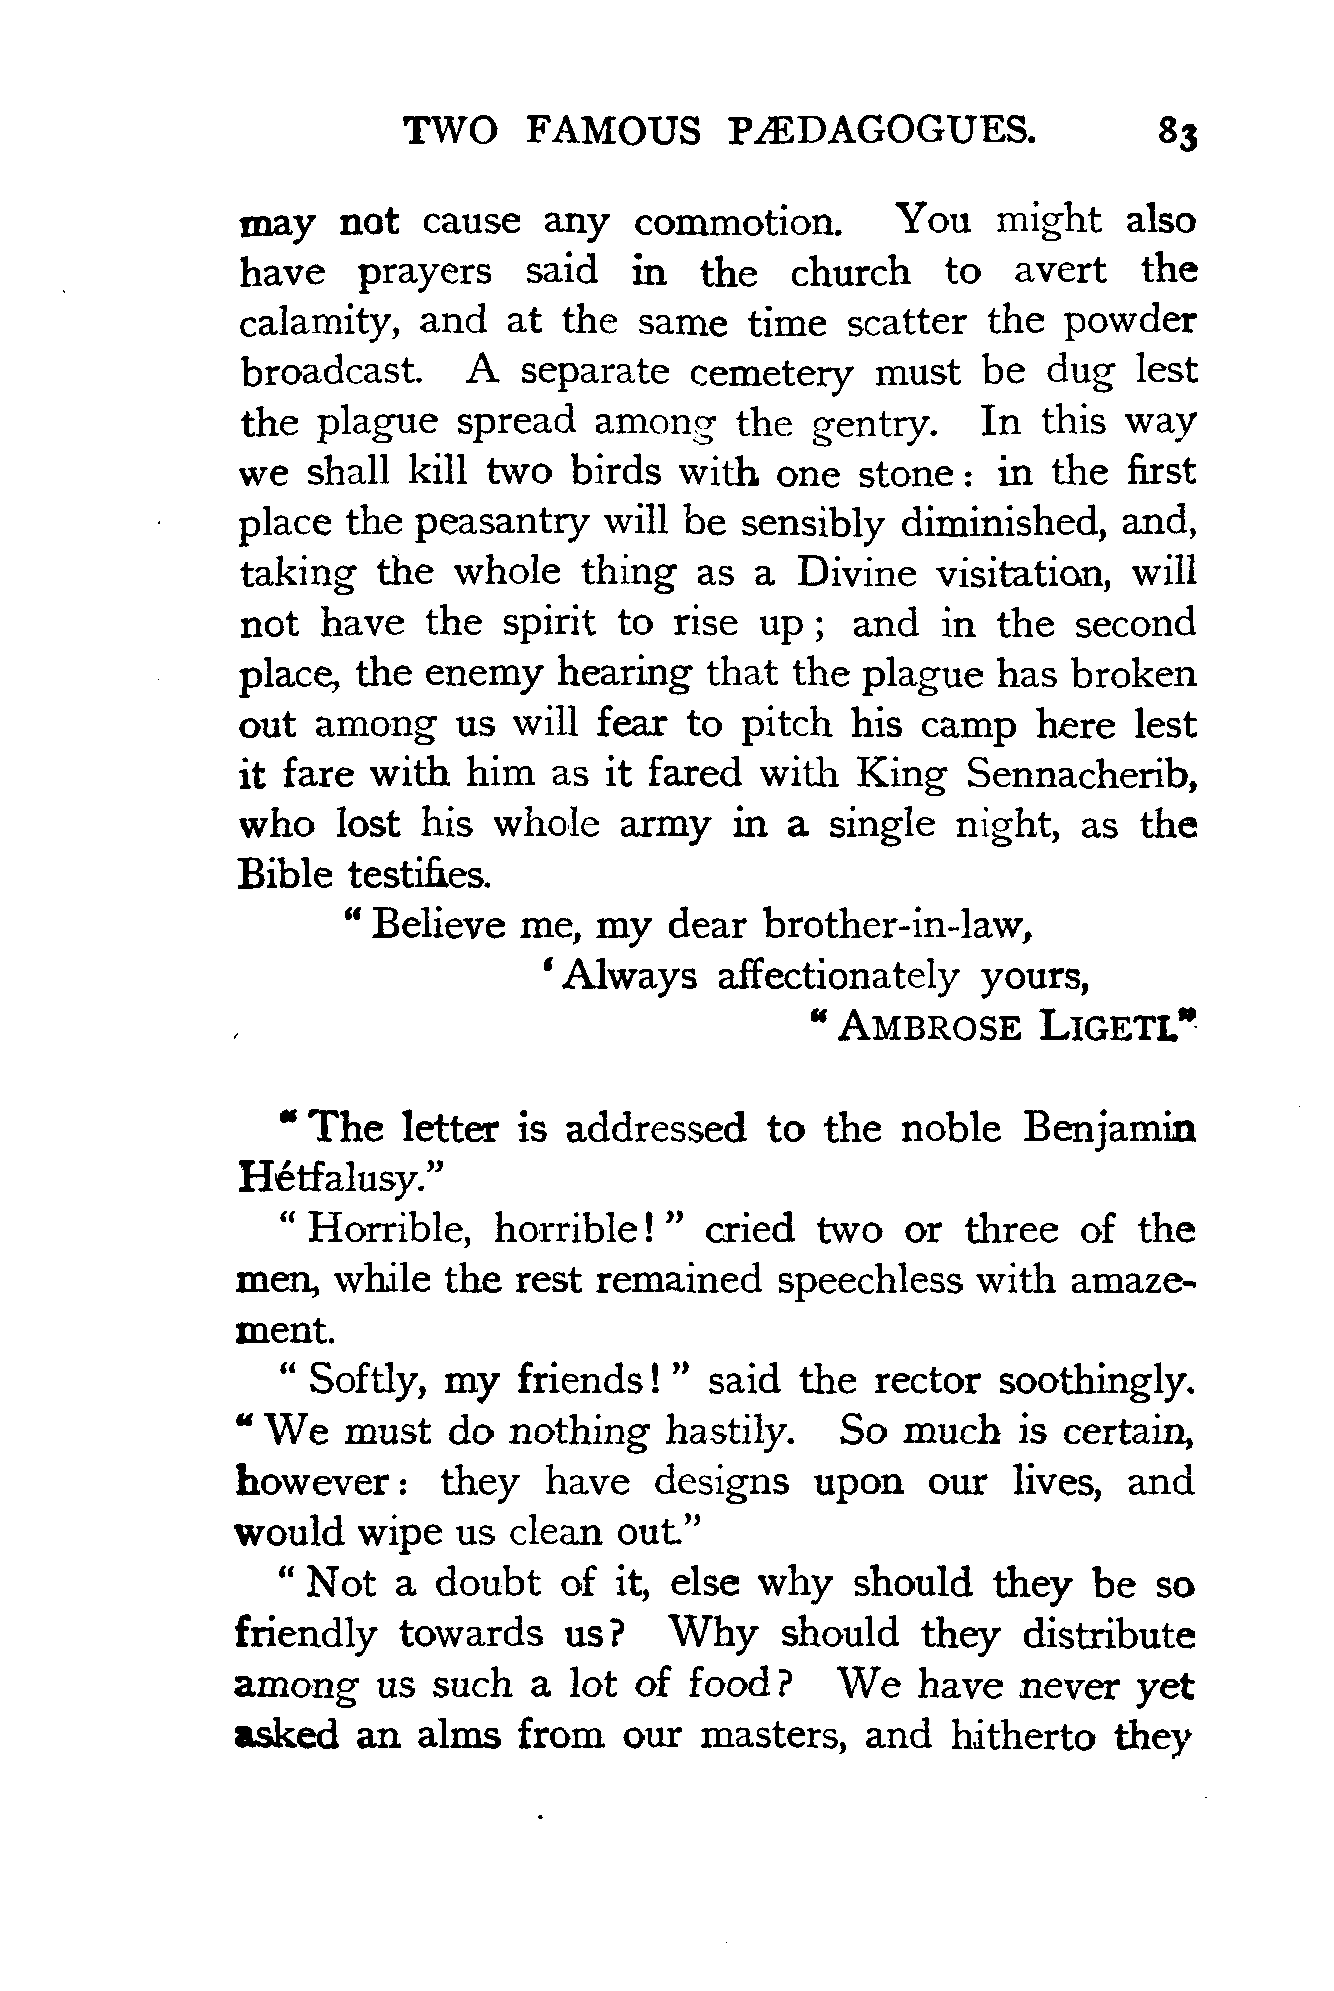 TWO FAMOUS PÆDAGOGUES. 83
may not cause any commotion. You might also
have prayers said in the church to avert the
calamity, and at the same time scatter the powder
broadcast. A separate cemetery must be dug lest
the plague spread among the gentry. In this way
we shall kill two birds with one stone : in the first
place the peasantry will be sensibly diminished, and,
taking the whole thing as a Divine visitation, will
not have the spirit to rise up ; and in the second
place, the enemy hearing that the plague has broken
out among us will fear to pitch his camp here lest
it fare with him as it fared with King Sennacherib,
who lost his whole army in a single night, as the
Bible testifies.
“ Believe me, my dear brother-in-law,
‘ Always affectionately yours,
“ AMBROSE LIGETI.”
“ The letter is addressed to the noble Benjamin
Hétfalusy.”
“ Horrible, horrible! ” cried two or three of the
men, while the rest remained speechless with amaze-
ment.
“ Softly, my friends! ” said the rector soothingly.
“ We must do nothing hastily. So much is certain,
however : they have designs upon our lives, and
would wipe us clean out.”
“ Not a doubt of it, else why should they be so
friendly towards us? Why should they distribute
among us such a lot of food? We have never yet
asked an alms from our masters, and hitherto they